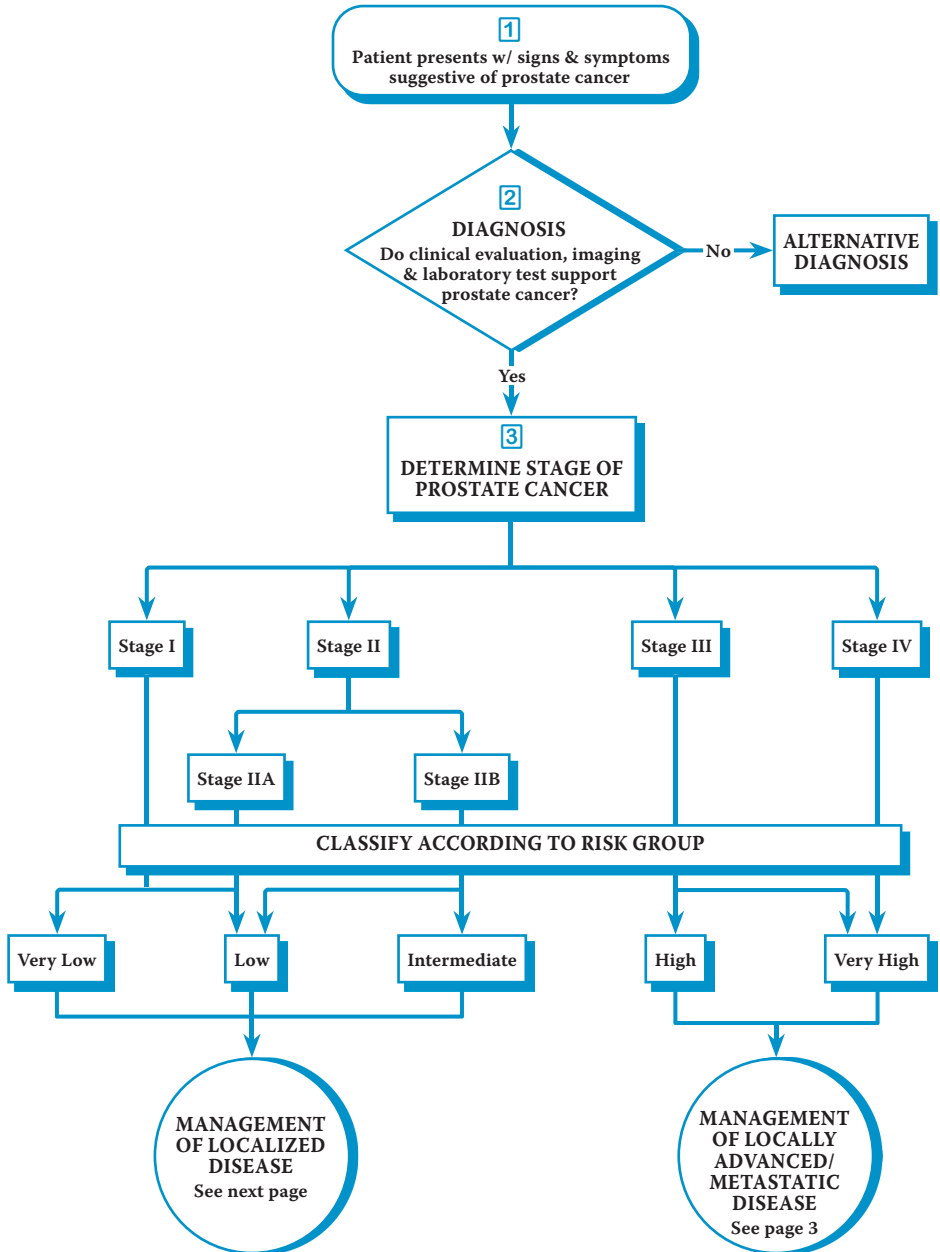 1
Patient presents w/ signs & symptoms
suggestive of prostate cancer
2
DIAGNOSIS
Do clinical evaluation, imaging
& laboratory test support
prostate cancer?
No
ALTERNATIVE
DIAGNOSIS
Yes
3
DETERMINE STAGE OF
PROSTATE CANCER
Stage I
Stage II
Stage III
Stage IV
Stage IIA
Stage IIB
CLASSIFY ACCORDING TO RISK GROUP
Very Low
Low
Intermediate
High
Very High
MANAGEMENT
OF LOCALIZED
DISEASE
See next page
MANAGEMENT
OF LOCALLY
ADVANCED/
METASTATIC
DISEASE
See page 3